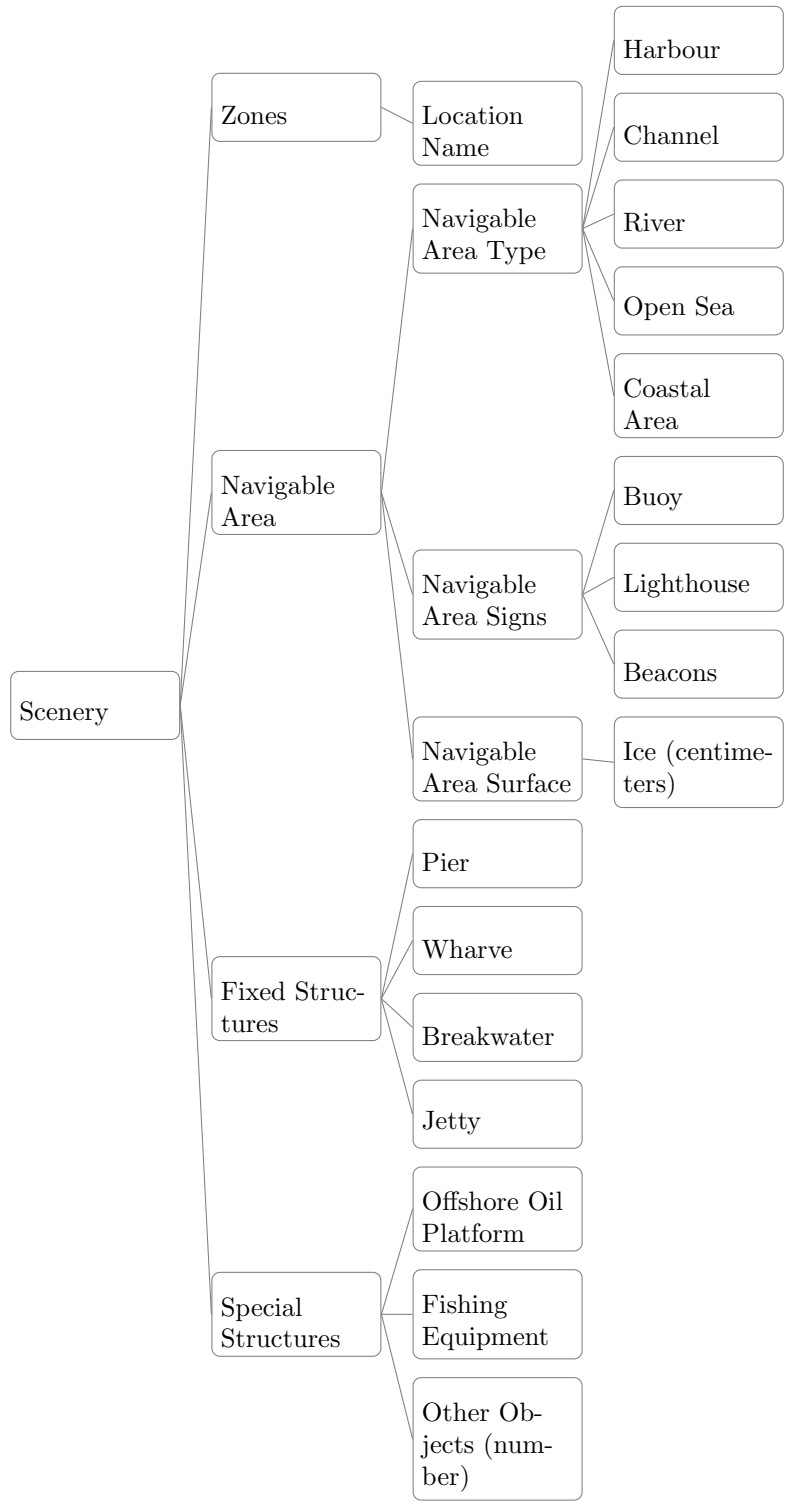 Scenery
Zones
Location
Name
Navigable
Area
Navigable
Area Type
Harbour
Channel
River
Open Sea
Coastal
Area
Navigable
Area Signs
Buoy
Lighthouse
Beacons
Navigable
Area Surface
Ice (centime-
ters)
Fixed Struc-
tures
Pier
Wharve
Breakwater
Jetty
Special
Structures
Offshore Oil
Platform
Fishing
Equipment
Other Ob-
jects (num-
ber)